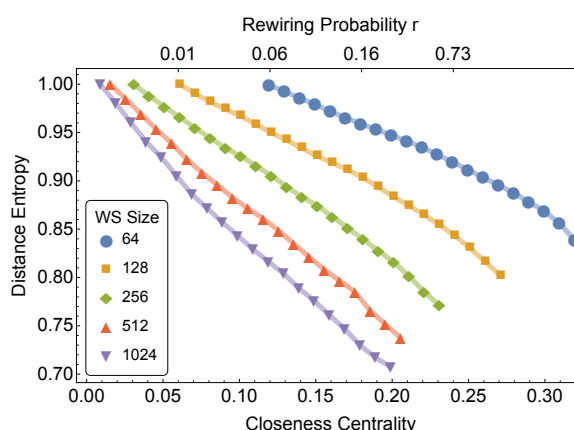 Rewiring Probability r
0.01 0.06 0.16 0.73
1.00
0.95
0.90
0.85
0.80
0.75
0.70
Distance Entropy
WS Size
64
128
256
512
1024
0.00 0.05 0.10 0.15 0.20 0.25 0.30
Closeness Centrality